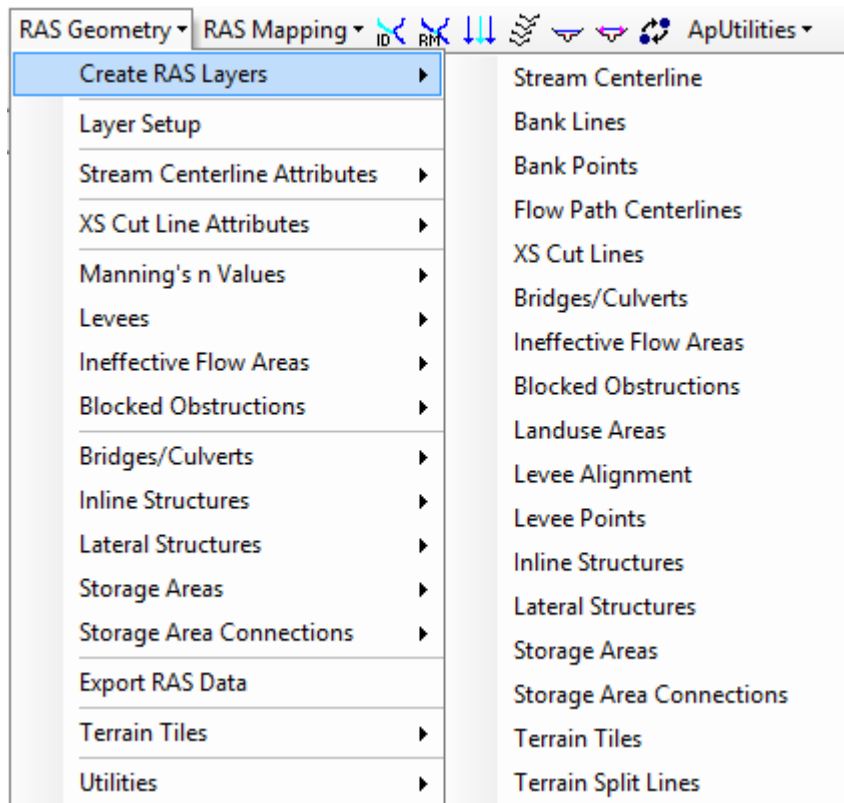 RAS Geometry RAS Mapping ID RM ApUtilities
Create RAS Layers
Layer Setup
Stream Centerline Attributes
XS Cut Line Attributes
Manning's n Values
Levees
Ineffective Flow Areas
Blocked Obstructions
Bridges/Culverts
Inline Structures
Lateral Structures
Storage Areas
Storage Area Connections
Export RAS Data
Terrain Tiles
Utilities
Stream Centerline
Bank Lines
Bank Points
Flow Path Centerlines
XS Cut Lines
Bridges/Culverts
Ineffective Flow Areas
Blocked Obstructions
Landuse Areas
Levee Alignment
Levee Points
Inline Structures
Lateral Structures
Storage Areas
Storage Area Connections
Terrain Tiles
Terrain Split Lines